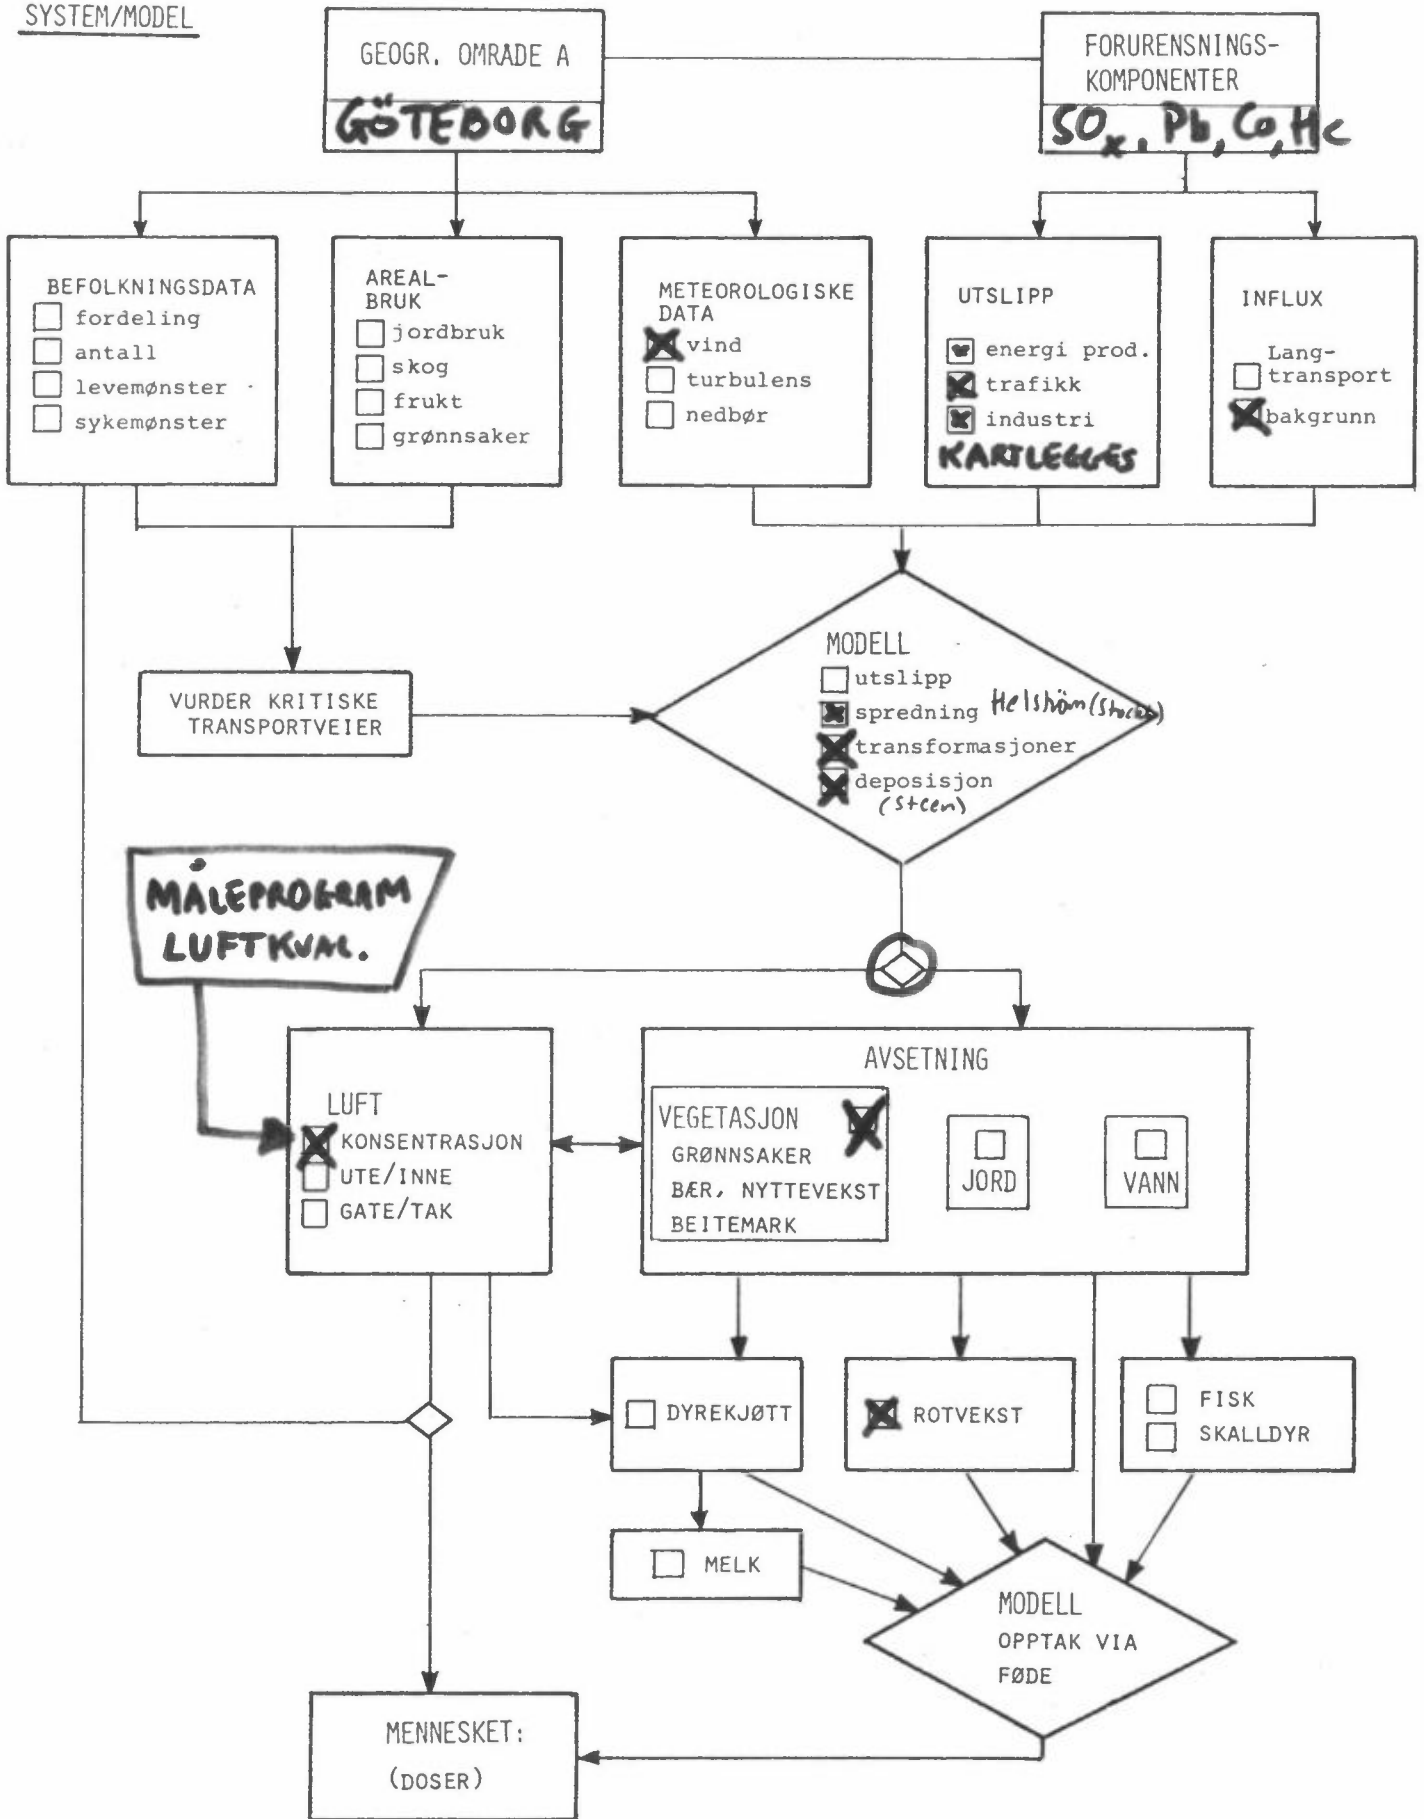 SYSTEM/MODEL
GEOGR. OMRÅDE A
GÖTEBORG
FORURENSNINGS-
KOMPONENTER
SOx, Pb, Co, Hc
BEFOLKNINGSDATA
fordeling
antall
levemønster
sykemønster
AREAL-
BRUK
jordbruk
skog
frukt
grønnsaker
METEOROLOGISKE
DATA
vind
turbulens
nedbør
UTSLIPP
energi prod.
trafikk
industri
KARTLEGGES
INFLUX
Lang-
transport
bakgrunn
VURDER KRITISKE
TRANSPORTVEIER
MODELL
utslipp
spredning
transformasjoner
deposisjon
(Steen)
MÅLEPROGRAM
LUFTKVAL.
LUFT
KONSENTRASJON
UTE/INNE
GATE/TAK
AVSETNING
VEGETASJON
GRØNNSAKER
BÆR, NYTTEVEKST
BEITEMARK
JORD
VANN
DYREKJØTT
ROTVEKST
FISK
SKALLDYR
MELK
MODELL
OPPTAK VIA
FØDE
MENNESKET:
(DOSER)